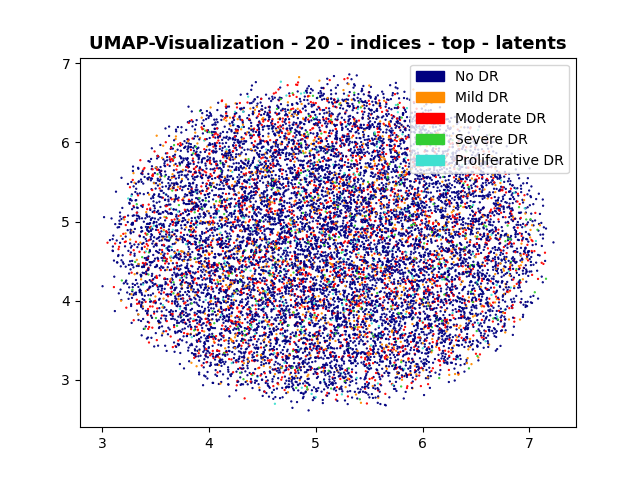 UMAP-Visualization - 20 - indices - top - latents
7
6
5
4
3
3
4
5
6
7
No DR
Mild DR
Moderate DR
Severe DR
Proliferative DR